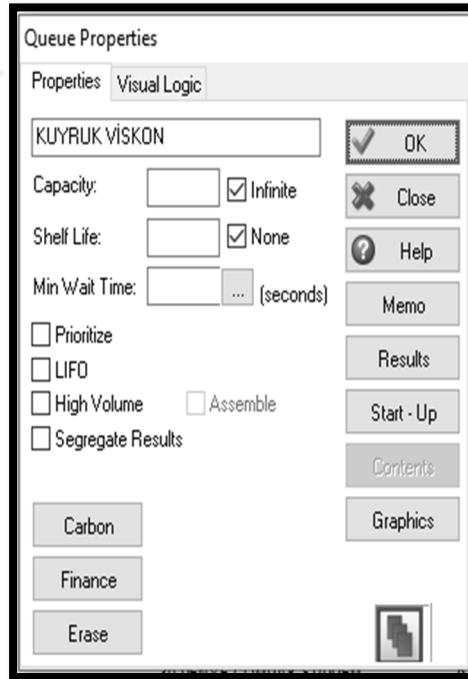 Queue Properties
Properties Visual Logic
KUYRUK VİSKON
OK
Capacity: Infinite
Close
Shelf Life: None
Help
Min Wait Time: ... (seconds)
Memo
Prioritize
LIFO
Results
High Volume Assemble
Start - Up
Segregate Results
Contents
Graphics
Carbon
Finance
Erase